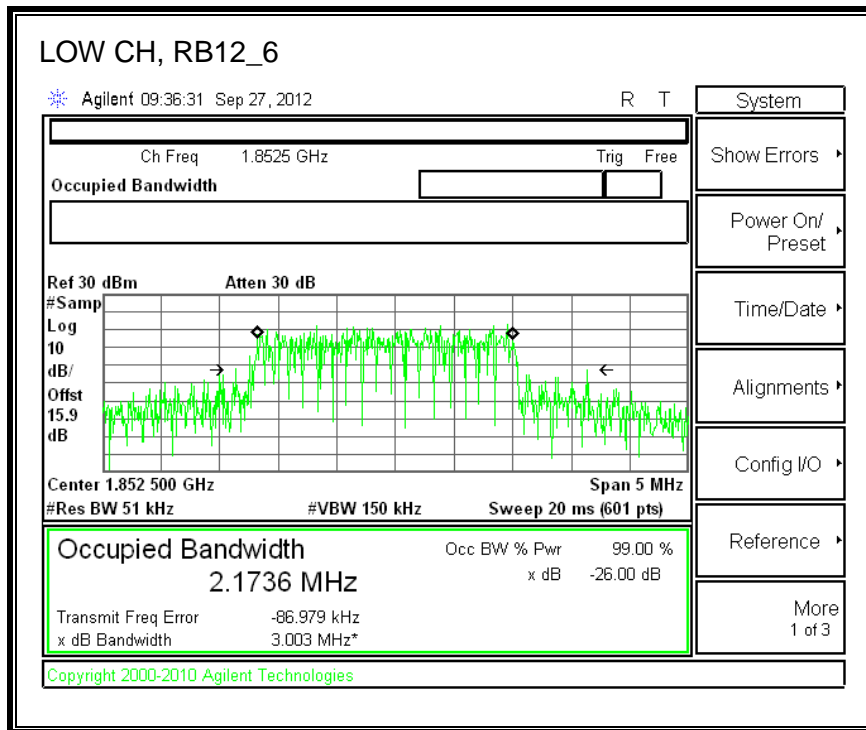 LOW CH, RB12_6
Agilent 09:36:31 Sep 27, 2012 R T
System
Ch Freq 1.8525 GHz Trig Free
Occupied Bandwidth
Show Errors
Power On/
Preset
Time/Date
Alignments
Config I/O
Reference
More
1 of 3
Ref 30 dBm Atten 30 dB
#Samp
Log
10
dB/
Offst
15.9
dB
Center 1.852 500 GHz Span 5 MHz
#Res BW 51 kHz #VBW 150 kHz Sweep 20 ms (601 pts)
Occupied Bandwidth Occ BW % Pwr 99.00 %
2.1736 MHz x dB -26.00 dB
Transmit Freq Error -86.979 kHz
x dB Bandwidth 3.003 MHz*
Copyright 2000-2010 Agilent Technologies